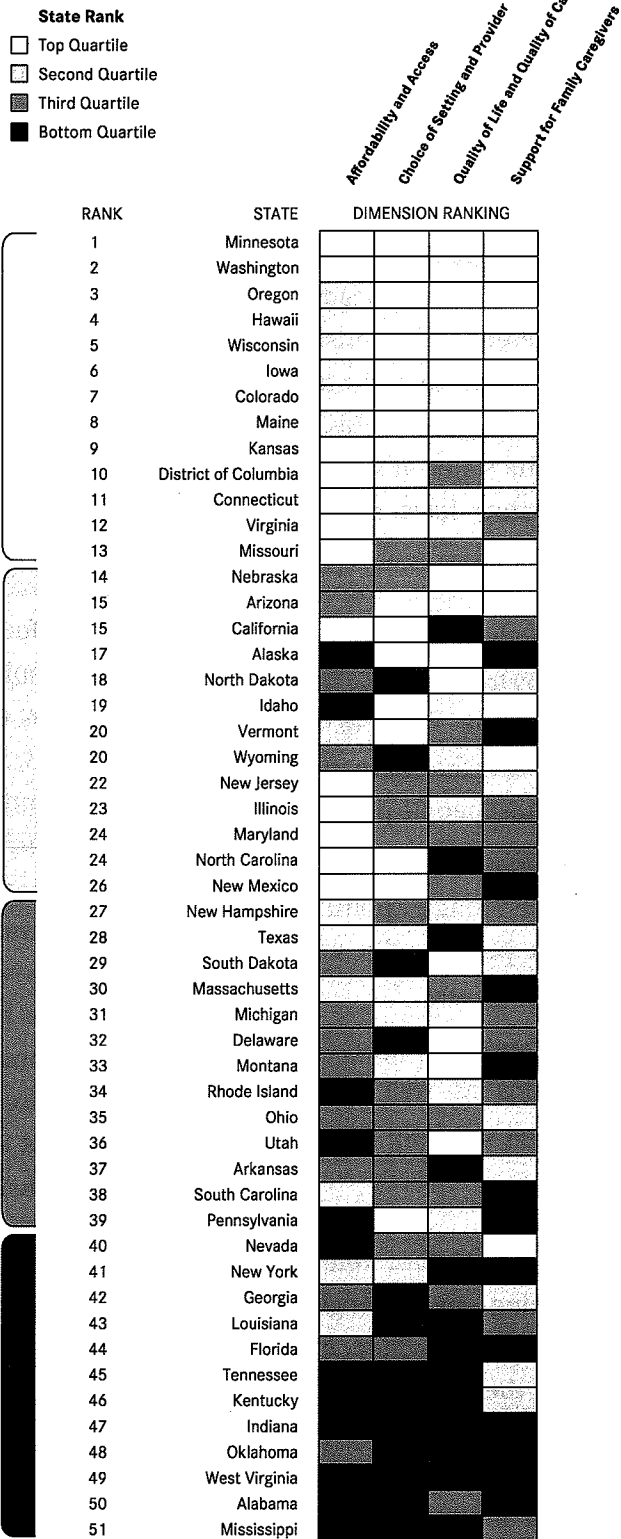 State Rank
Top Quartile
Second Quartile
Third Quartile
Bottom Quartile
Affordability and Access
Choice of Setting and Provider
Quality of Life and Quality of
Support for Family Caregivers
RANK STATE DIMENSION RANKING
1 Minnesota
2 Washington
3 Oregon
4 Hawaii
5 Wisconsin
6 Iowa
7 Colorado
8 Maine
9 Kansas
10 District of Columbia
11 Connecticut
12 Virginia
13 Missouri
14 Nebraska
15 Arizona
15 California
17 Alaska
18 North Dakota
19 Idaho
20 Vermont
20 Wyoming
22 New Jersey
23 Illinois
24 Maryland
24 North Carolina
26 New Mexico
27 New Hampshire
28 Texas
29 South Dakota
30 Massachusetts
31 Michigan
32 Delaware
33 Montana
34 Rhode Island
35 Ohio
36 Utah
37 Arkansas
38 South Carolina
39 Pennsylvania
40 Nevada
41 New York
42 Georgia
43 Louisiana
44 Florida
45 Tennessee
46 Kentucky
47 Indiana
48 Oklahoma
49 West Virginia
50 Alabama
51 Mississippi